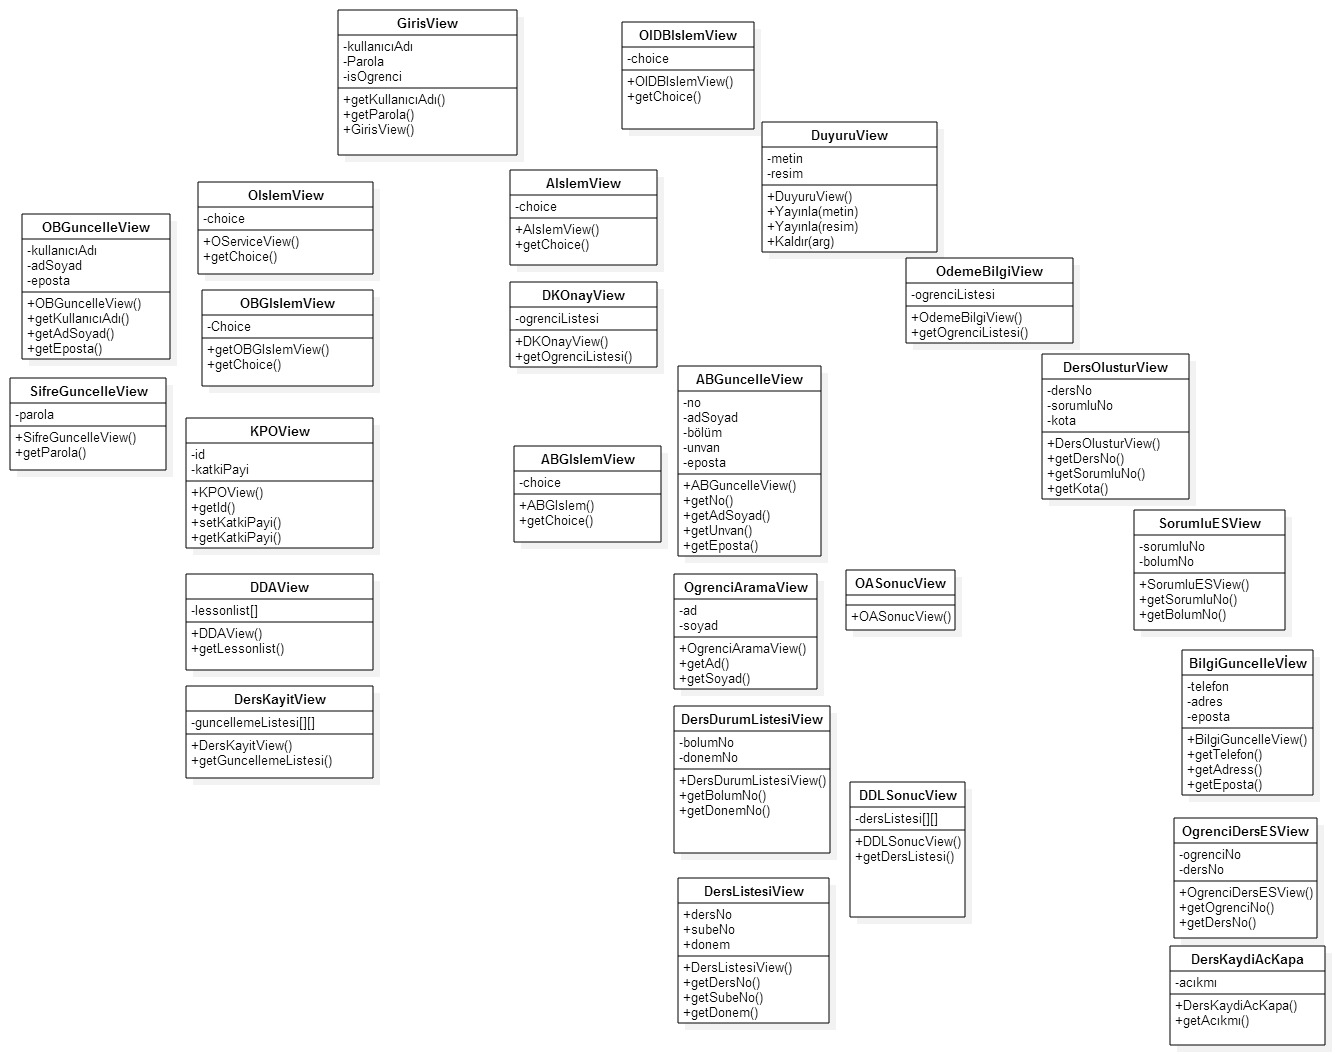 GirisView
-kullanıcıAdı
-Parola
-isOgrenci
+getKullanıcıAdı()
+getParola()
+GirisView()
OIDBIslemView
-choice
+OIDBIslemView()
+getChoice()
DuyuruView
-metin
-resim
+DuyuruView()
+Yayınla(metin)
+Yayınla(resim)
+Kaldır(arg)
OIslemView
-choice
+OServiceView()
+getChoice()
AIslemView
-choice
+AIslemView()
+getChoice()
OBGuncelleView
-kullanıcıAdı
-adSoyad
-eposta
+OBGuncelleView()
+getKullanıcıAdı()
+getAdSoyad()
+getEposta()
OBGIslemView
-Choice
+getOBGIslemView()
+getChoice()
DKOnayView
-ogrenciListesi
+DKOnayView()
+getOgrenciListesi()
OdemeBilgiView
-ogrenciListesi
+OdemeBilgiView()
+getOgrenciListesi()
SifreGuncelleView
-parola
+SifreGuncelleView()
+getParola()
KPOView
-id
-katkiPayi
+KPOView()
+getId()
+setKatkiPayi()
+getKatkiPayi()
ABGIslemView
-choice
+ABGIslem()
+getChoice()
ABGuncelleView
-no
-adSoyad
-bölüm
-unvan
-eposta
+ABGuncelleView()
+getNo()
+getAdSoyad()
+getUnvan()
+getEposta()
DersOlusturView
-dersNo
-sorumluNo
-kota
+DersOlusturView()
+getDersNo()
+getSorumluNo()
+getKota()
SorumluESView
-sorumluNo
-bolumNo
+SorumluESView()
+getSorumluNo()
+getBolumNo()
DDAView
-lessonlist[]
+DDAView()
+getLessonlist()
OgrenciAramaView
-ad
-soyad
+OgrenciAramaView()
+getAd()
+getSoyad()
OASonucView
+OASonucView()
BilgiGuncelleVİew
-telefon
-adres
-eposta
+BilgiGuncelleView()
+getTelefon()
+getAdress()
+getEposta()
DersKayitView
-guncellemeListesi[][]
+DersKayitView()
+getGuncellemeListesi()
DersDurumListesiView
-bolumNo
-donemNo
+DersDurumListesiView()
+getBolumNo()
+getDonemNo()
DDLSonucView
-dersListesi[][]
+DDLSonucView()
+getDersListesi()
OgrenciDersESView
-ogrenciNo
-dersNo
+OgrenciDersESView()
+getOgrenciNo()
+getDersNo()
DersListesiView
+dersNo
+subeNo
+donem
+DersListesiView()
+getDersNo()
+getSubeNo()
+getDonem()
DersKaydiAcKapa
-acıkmı
+DersKaydiAcKapa()
+getAcıkmı()